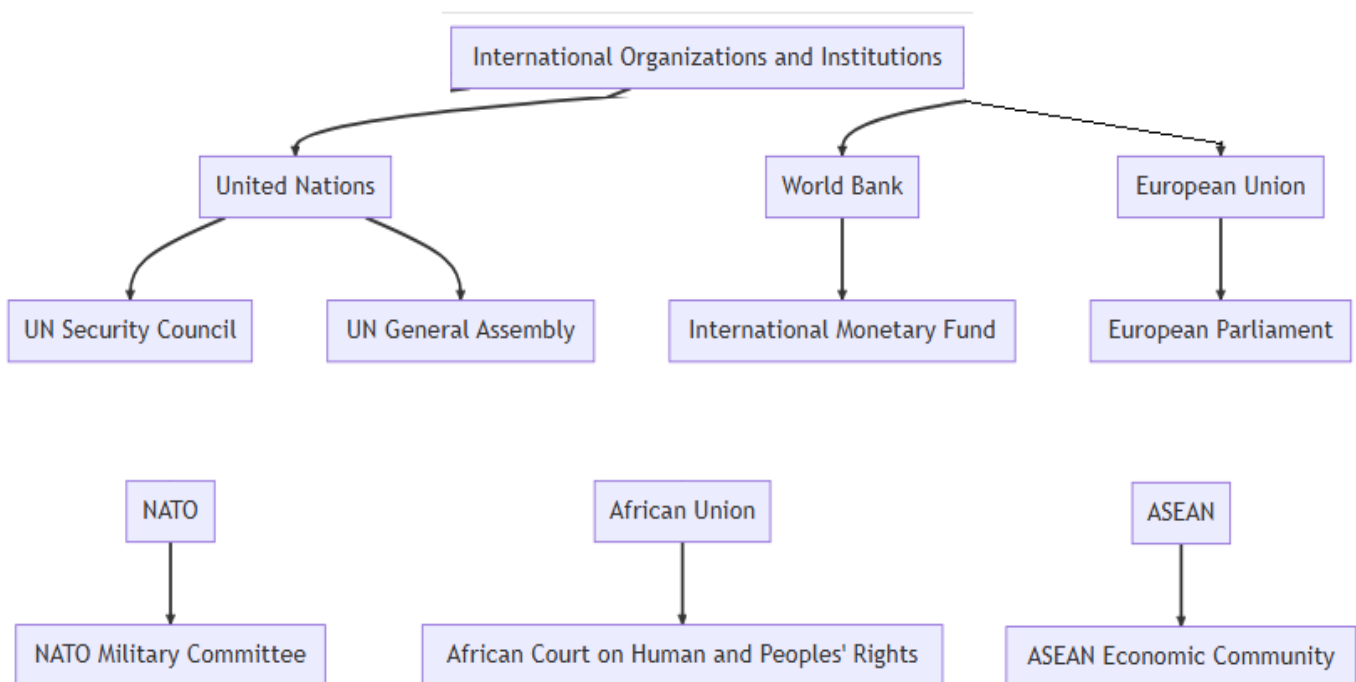 International Organizations and Institutions
United Nations
World Bank
European Union
UN Security Council
UN General Assembly
International Monetary Fund
European Parliament
NATO
African Union
ASEAN
NATO Military Committee
African Court on Human and Peoples' Rights
ASEAN Economic Community